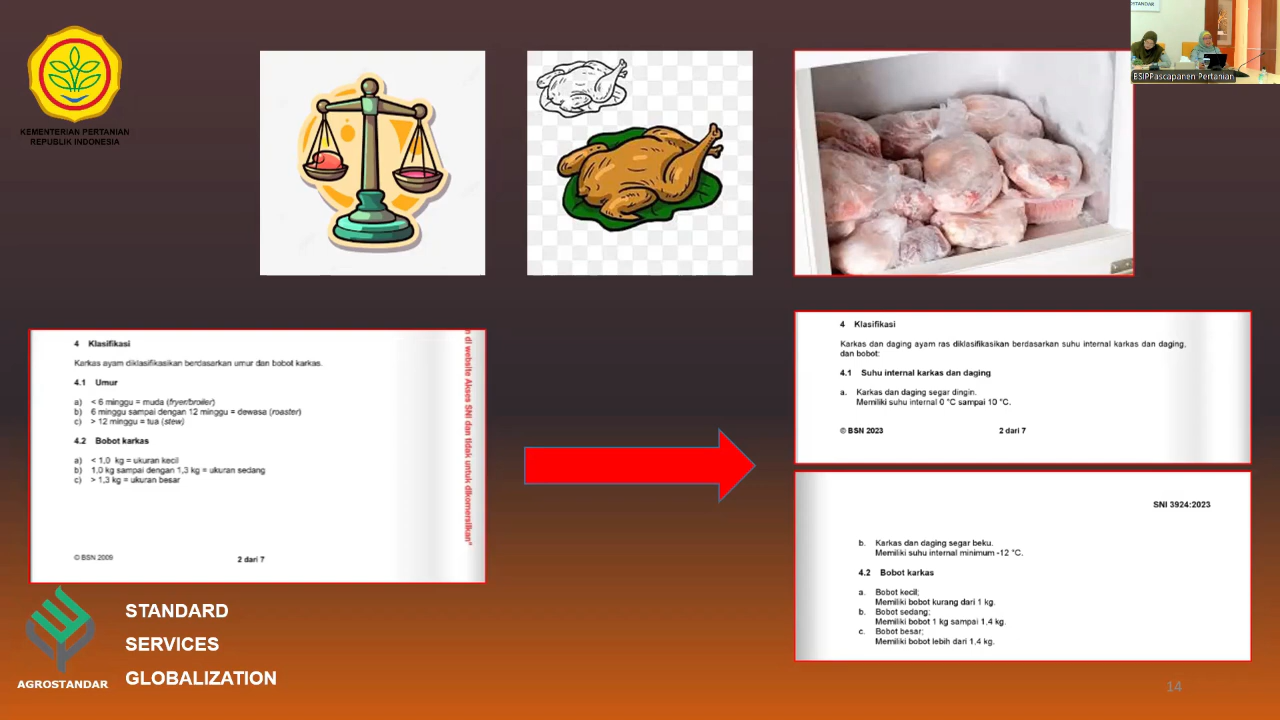 KEMENTERIAN PERTANIAN
REPUBLIK INDONESIA
BSIPPascapanen Pertanian
4 Klasifikasi
Karkas ayam diklasifikasikan berdasarkan umur dan bobot karkas.
4.1 Umur
a) < 6 minggu = muda (fryer/broiler)
b) 6 minggu sampai dengan 12 minggu = dewasa (roaster)
c) > 12 minggu = tua (stew)
4.2 Bobot karkas
a) < 1,0 kg = ukuran kecil
b) 1,0 kg sampai dengan 1,3 kg = ukuran sedang
c) > 1,3 kg = ukuran besar
© BSN 2009 2 dari 7
n di website Akses SNI dan tidak untuk dikomersilkan"
4 Klasifikasi
Karkas dan daging ayam ras diklasifikasikan berdasarkan suhu internal karkas dan daging,
dan bobot:
4.1 Suhu internal karkas dan daging
a. Karkas dan daging segar dingin.
Memiliki suhu internal 0 °C sampai 10 °C.
© BSN 2023 2 dari 7
SNI 3924:2023
b. Karkas dan daging segar beku.
Memiliki suhu internal minimum -12 °C.
4.2 Bobot karkas
a. Bobot kecil;
Memiliki bobot kurang dari 1 kg.
b. Bobot sedang;
Memiliki bobot 1 kg sampai 1,4 kg.
c. Bobot besar;
Memiliki bobot lebih dari 1,4 kg.
AGROSTANDAR
STANDARD
SERVICES
GLOBALIZATION
14